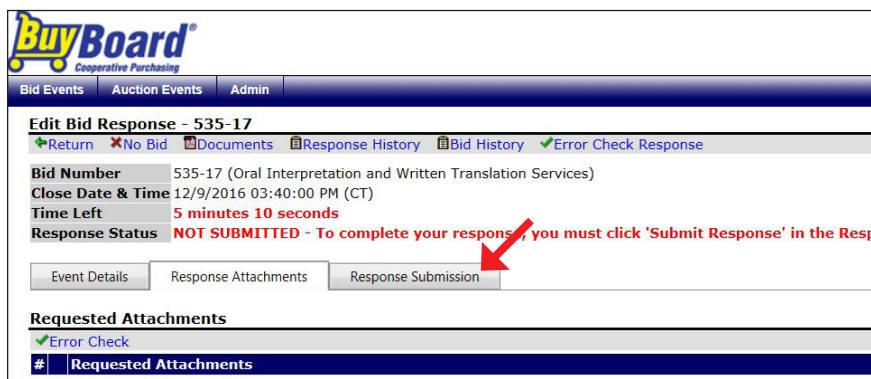 BuyBoard®
Cooperative Purchasing
Bid Events Auction Events Admin
Edit Bid Response - 535-17
Return No Bid Documents Response History Bid History Error Check Response
Bid Number 535-17 (Oral Interpretation and Written Translation Services)
Close Date & Time 12/9/2016 03:40:00 PM (CT)
Time Left 5 minutes 10 seconds
Response Status NOT SUBMITTED - To complete your response, you must click 'Submit Response' in the Resp
Event Details Response Attachments Response Submission
Requested Attachments
Error Check
# Requested Attachments